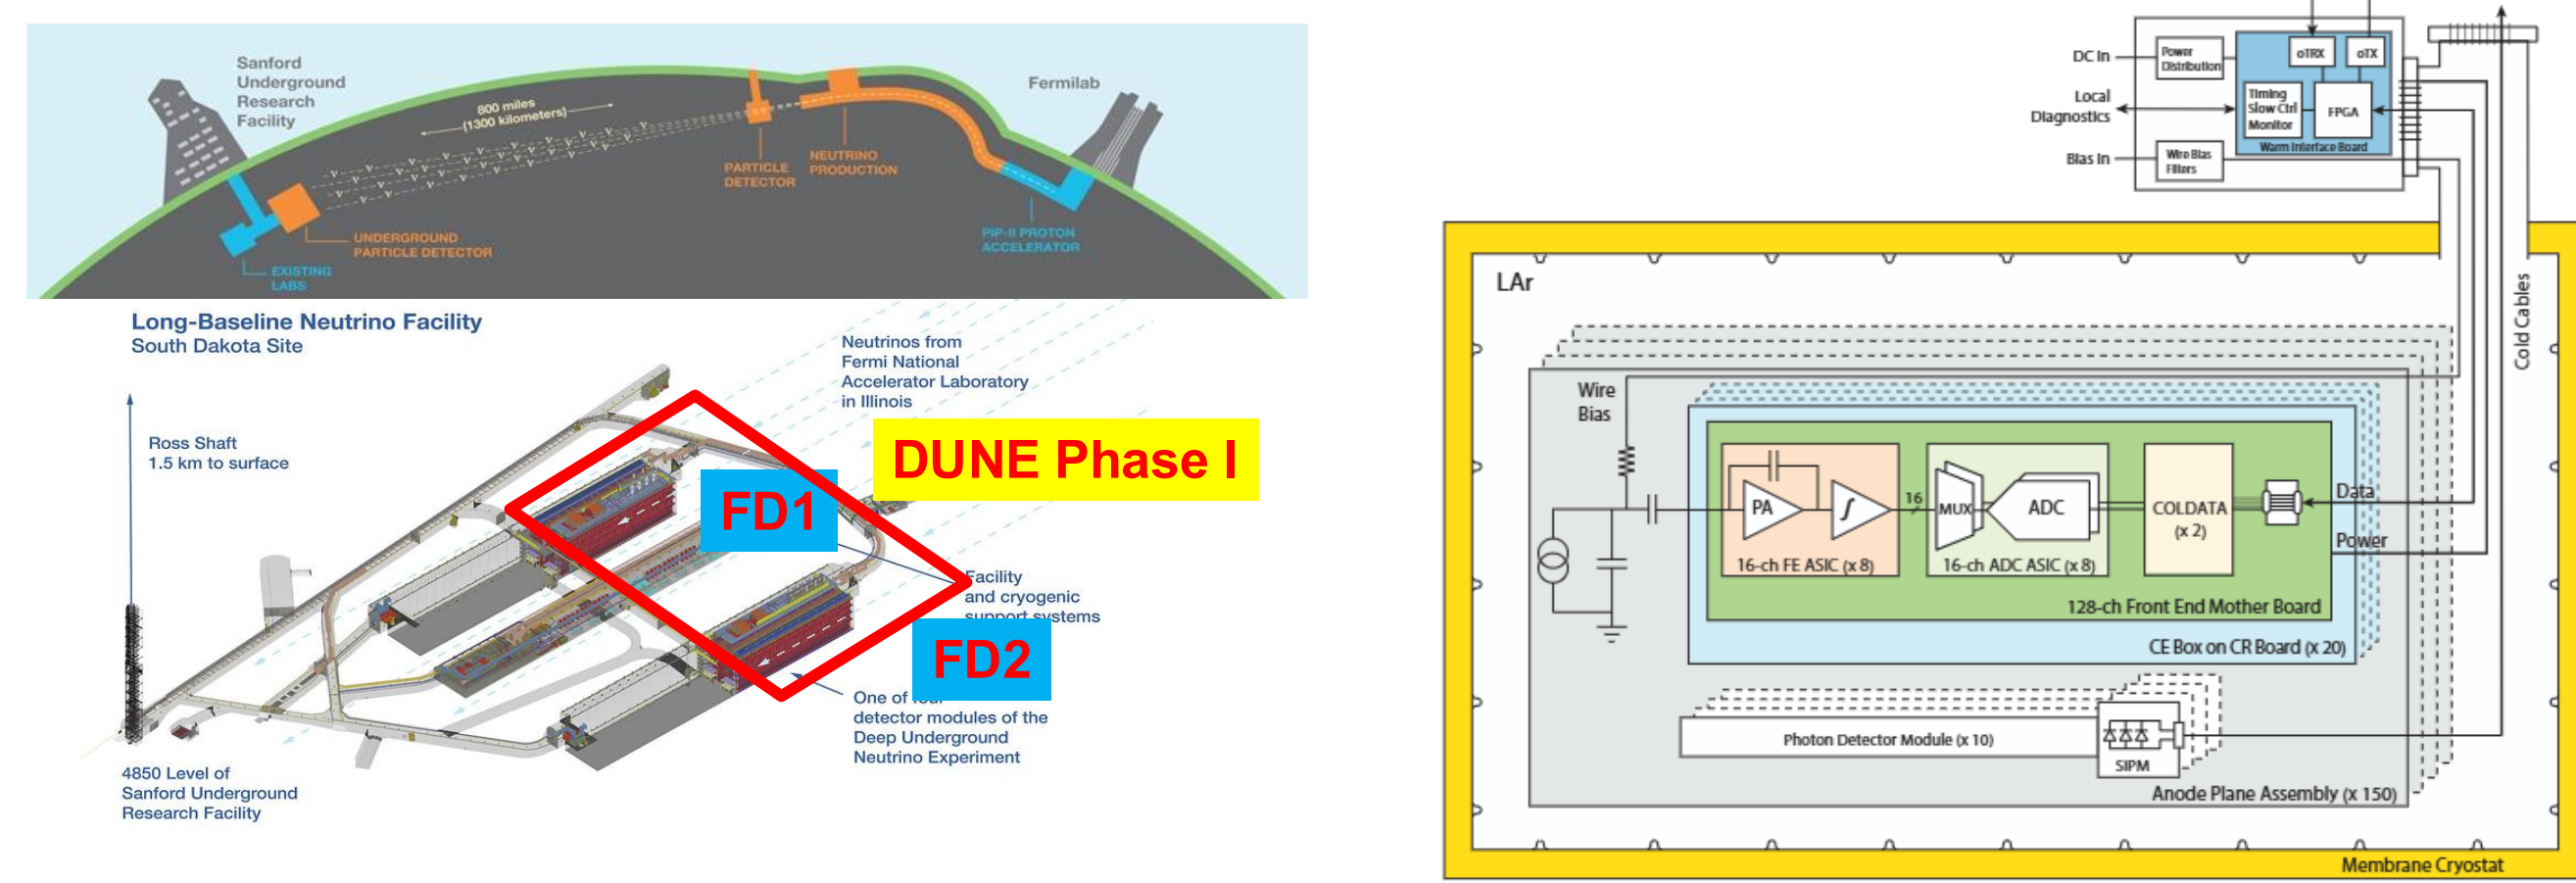 Sanford
Underground
Research
Facility
800 miles
(1300 kilometers)
Fermilab
PARTICLE
DETECTOR
NEUTRINO
PRODUCTION
UNDERGROUND
PARTICLE DETECTOR
EXISTING
LABS
PIP-II PROTON
ACCELERATOR
Long-Baseline Neutrino Facility
South Dakota Site
Neutrinos from
Fermi National
Accelerator Laboratory
in Illinois
Ross Shaft
1.5 km to surface
DUNE Phase I
FD1
Facility
and cryogenic
support systems
FD2
One of four
detector modules of the
Deep Underground
Neutrino Experiment
4850 Level of
Sanford Underground
Research Facility
DC In
Power
Distribution
oTRX
oTX
Local
Diagnostics
Timing
Slow Ctrl
Monitor
FPGA
Warm Interface Board
Bias In
Wire Bias
Filters
LAr
Cold Cables
Wire
Bias
PA
∫
16
MUX
ADC
COLDATA
(x 2)
Data
Power
16-ch FE ASIC (x 8)
16-ch ADC ASIC (x 8)
128-ch Front End Mother Board
CE Box on CR Board (x 20)
Photon Detector Module (x 10)
SIPM
Anode Plane Assembly (x 150)
Membrane Cryostat